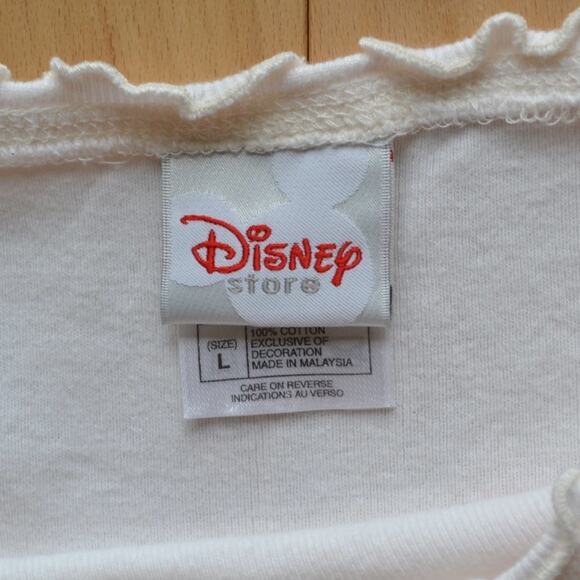 Disney
store
(SIZE)
L
100% COTTON
EXCLUSIVE OF
DECORATION
MADE IN MALAYSIA
CARE ON REVERSE
INDICATIONS AU VERSO